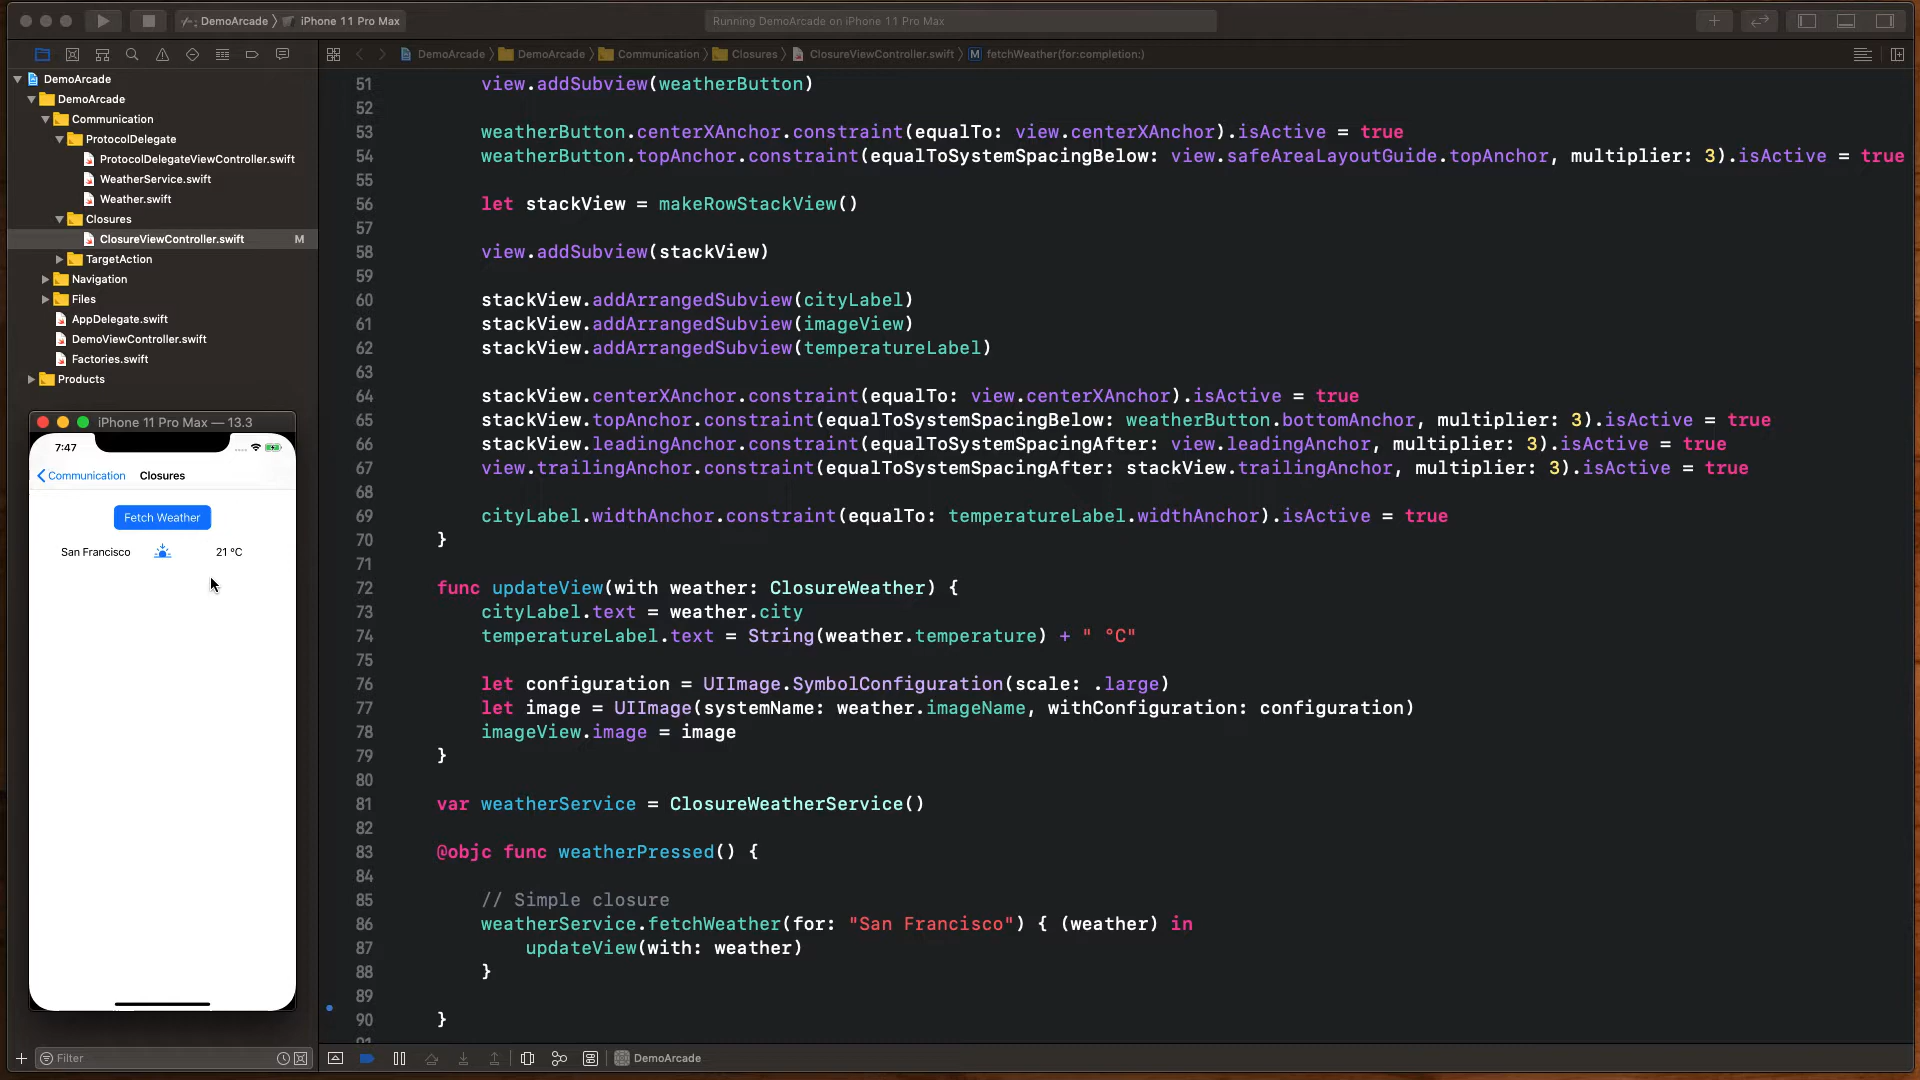 DemoArcade
iPhone 11 Pro Max
Running DemoArcade on iPhone 11 Pro Max
DemoArcade
DemoArcade
Communication
Closures
ClosureViewController.swift
M
fetchWeather(for:completion:)
DemoArcade
DemoArcade
Communication
ProtocolDelegate
ProtocolDelegateViewController.swift
WeatherService.swift
Weather.swift
Closures
ClosureViewController.swift
M
TargetAction
Navigation
Files
AppDelegate.swift
DemoViewController.swift
Factories.swift
Products
iPhone 11 Pro Max — 13.3
7:47
Communication
Closures
Fetch Weather
San Francisco
21 °C
Filter
51 view.addSubview(weatherButton)
52
53 weatherButton.centerXAnchor.constraint(equalTo: view.centerXAnchor).isActive = true
54 weatherButton.topAnchor.constraint(equalToSystemSpacingBelow: view.safeAreaLayoutGuide.topAnchor, multiplier: 3).isActive = true
55
56 let stackView = makeRowStackView()
57
58 view.addSubview(stackView)
59
60 stackView.addArrangedSubview(cityLabel)
61 stackView.addArrangedSubview(imageView)
62 stackView.addArrangedSubview(temperatureLabel)
63
64 stackView.centerXAnchor.constraint(equalTo: view.centerXAnchor).isActive = true
65 stackView.topAnchor.constraint(equalToSystemSpacingBelow: weatherButton.bottomAnchor, multiplier: 3).isActive = true
66 stackView.leadingAnchor.constraint(equalToSystemSpacingAfter: view.leadingAnchor, multiplier: 3).isActive = true
67 view.trailingAnchor.constraint(equalToSystemSpacingAfter: stackView.trailingAnchor, multiplier: 3).isActive = true
68
69 cityLabel.widthAnchor.constraint(equalTo: temperatureLabel.widthAnchor).isActive = true
70 }
71
72 func updateView(with weather: ClosureWeather) {
73 cityLabel.text = weather.city
74 temperatureLabel.text = String(weather.temperature) + " °C"
75
76 let configuration = UIImage.SymbolConfiguration(scale: .large)
77 let image = UIImage(systemName: weather.imageName, withConfiguration: configuration)
78 imageView.image = image
79 }
80
81 var weatherService = ClosureWeatherService()
82
83 @objc func weatherPressed() {
84
85 // Simple closure
86 weatherService.fetchWeather(for: "San Francisco") { (weather) in
87 updateView(with: weather)
88 }
89
90 }
DemoArcade